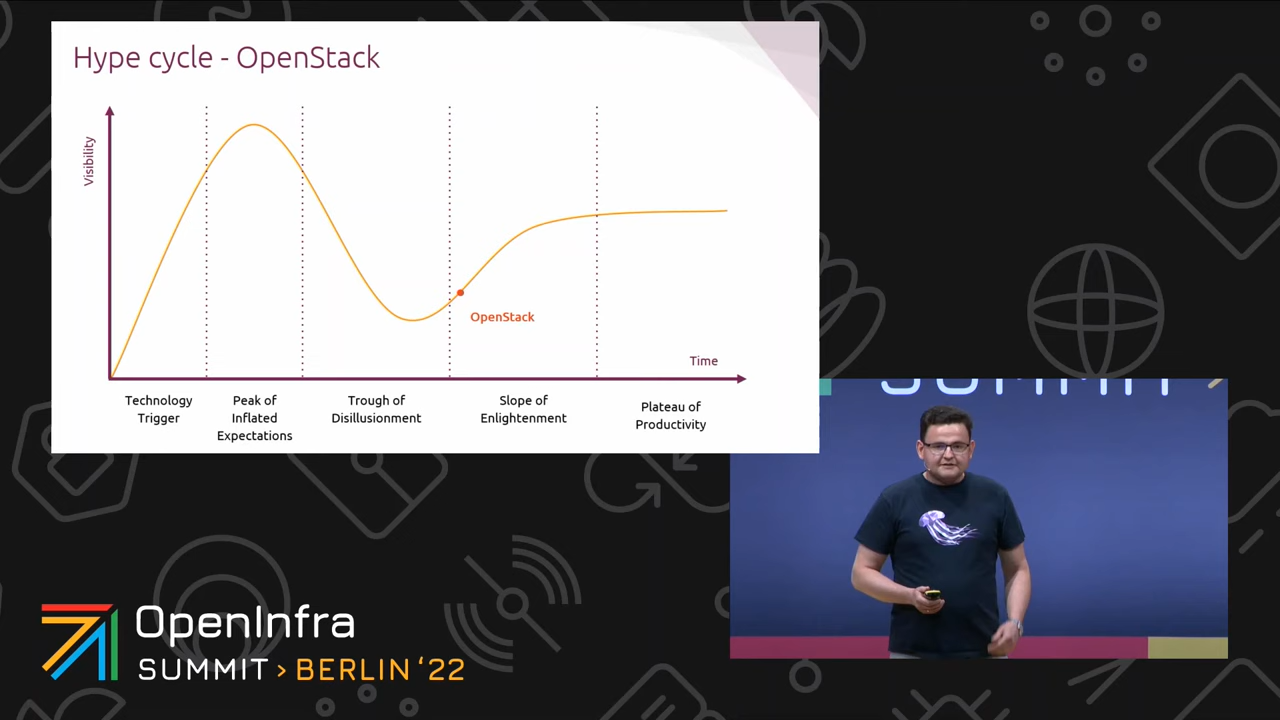 Hype cycle - OpenStack
Visibility
OpenStack
Time
Technology
Trigger
Peak of
Inflated
Expectations
Trough of
Disillusionment
Slope of
Enlightenment
Plateau of
Productivity
SUMMIT
OpenInfra
SUMMIT > BERLIN ‘22